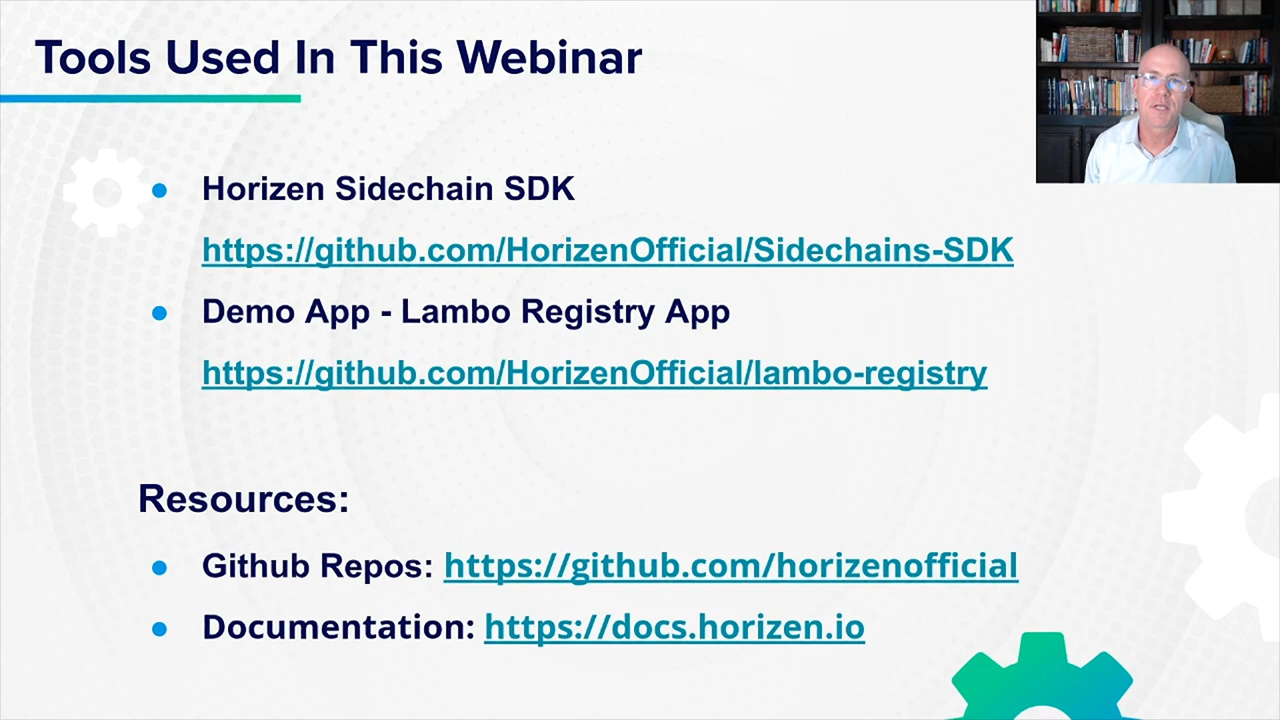 Tools Used In This Webinar
Horizen Sidechain SDK
https://github.com/HorizenOfficial/Sidechains-SDK
Demo App - Lambo Registry App
https://github.com/HorizenOfficial/lambo-registry
Resources:
Github Repos: https://github.com/horizenofficial
Documentation: https://docs.horizen.io